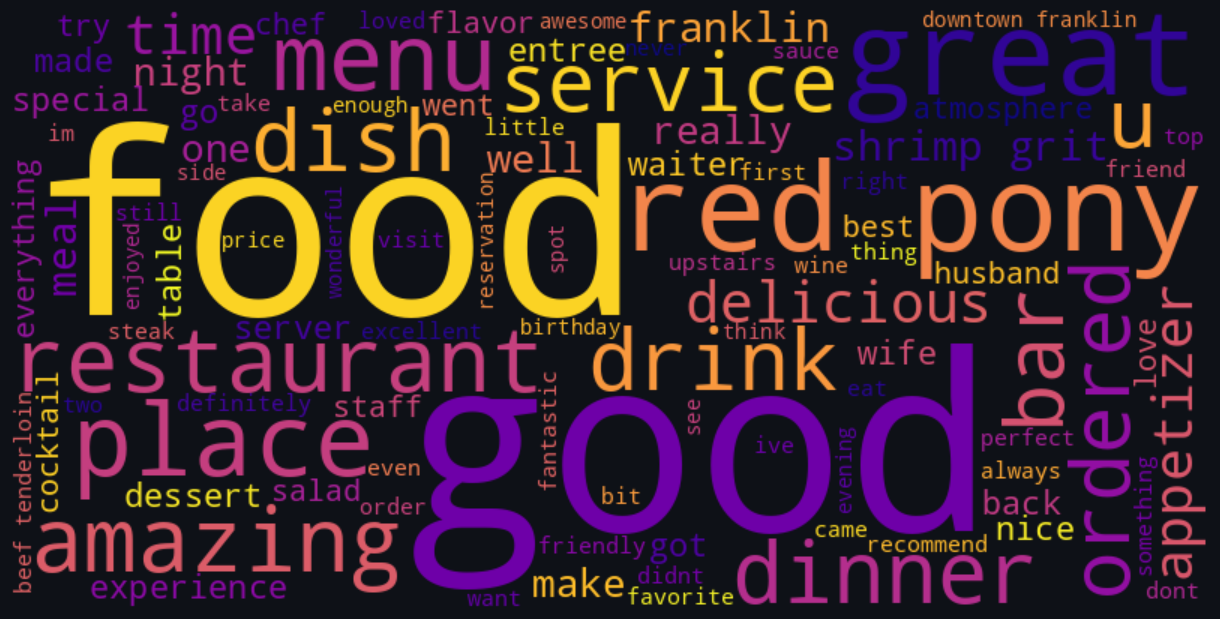 try
time
chef
loved
flavor
awesome
franklin
downtown franklin
great
made
night
menu
entree
never
sauce
service
special
go
take
enough
went
atmosphere
u
top
im
one
dish
little
really
shrimp grit
friend
side
well
waiter
first
right
food
red pony
everything
meal
still
enjoyed
table
price
wonderful
visit
reservation
spot
best
thing
upstairs
wine
husband
steak
server
excellent
birthday
delicious
think
bar
ordered
appetizer
love
restaurant
drink
wife
eat
two
definitely
staff
cocktail
beef tenderloin
place
even
fantastic
good
see
ive
evening
perfect
always
back
something
dessert
salad
order
bit
nice
amazing
came
recommend
friendly
got
dinner
experience
want
make
didnt
favorite
dont